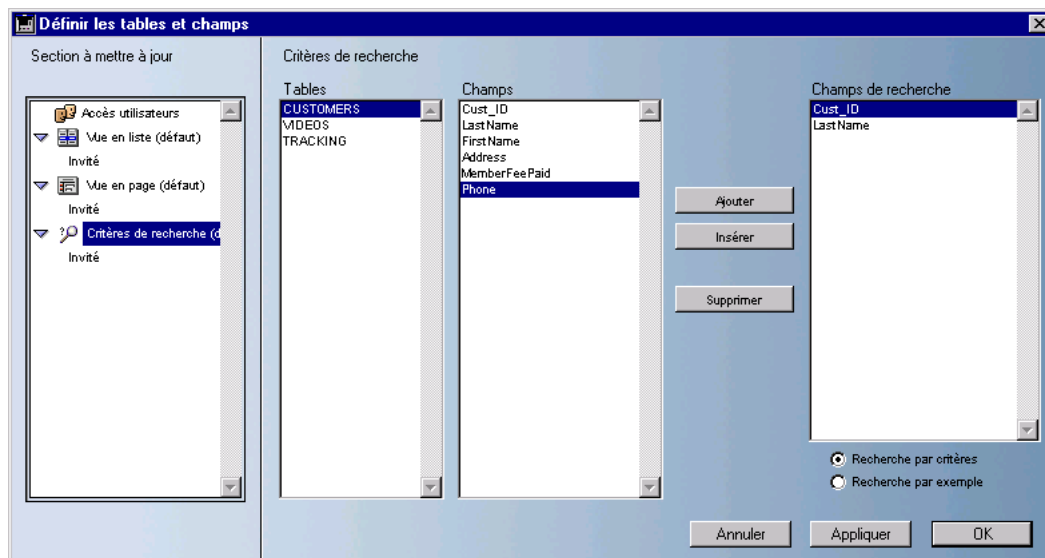 Définir les tables et champs
Section à mettre à jour
Accès utilisateurs
Vue en liste (défaut)
Invité
Vue en page (défaut)
Invité
Critères de recherche (d
Invité
Critères de recherche
Tables
CUSTOMERS
VIDEOS
TRACKING
Champs
Cust_ID
LastName
FirstName
Address
MemberFeePaid
Phone
Ajouter
Insérer
Supprimer
Champs de recherche
Cust_ID
LastName
Recherche par critères
Recherche par exemple
Annuler
Appliquer
OK